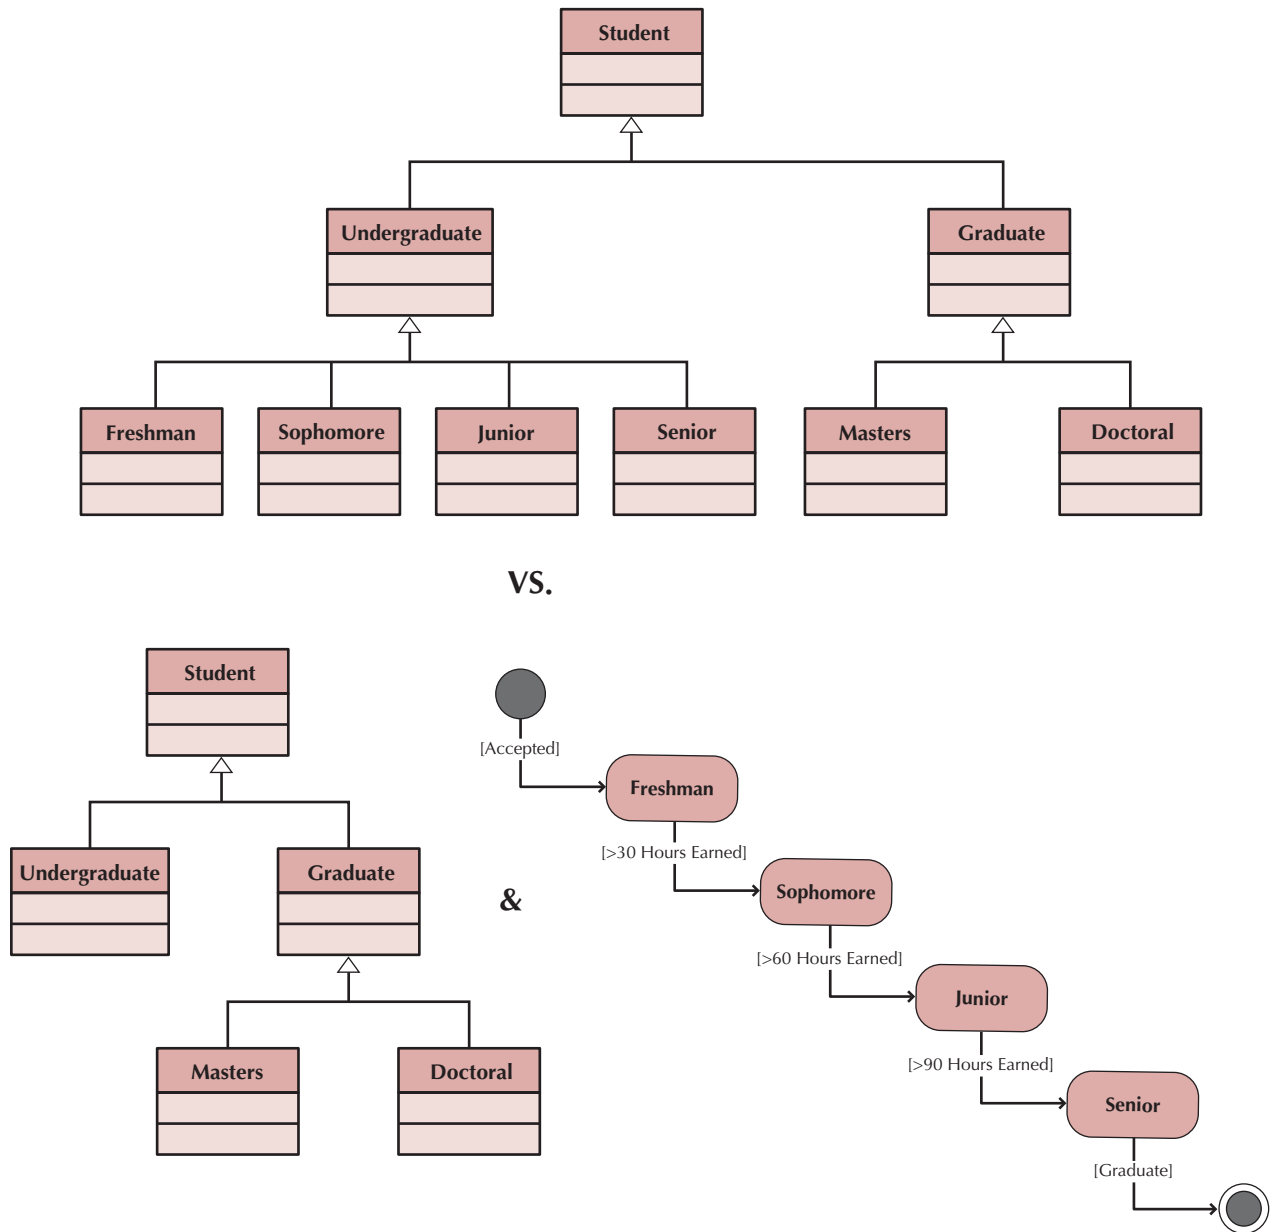 Student
Undergraduate
Graduate
Freshman
Sophomore
Junior
Senior
Masters
Doctoral
VS.
Student
Undergraduate
Graduate
Masters
Doctoral
&
[Accepted]
Freshman
[>30 Hours Earned]
Sophomore
[>60 Hours Earned]
Junior
[>90 Hours Earned]
Senior
[Graduate]